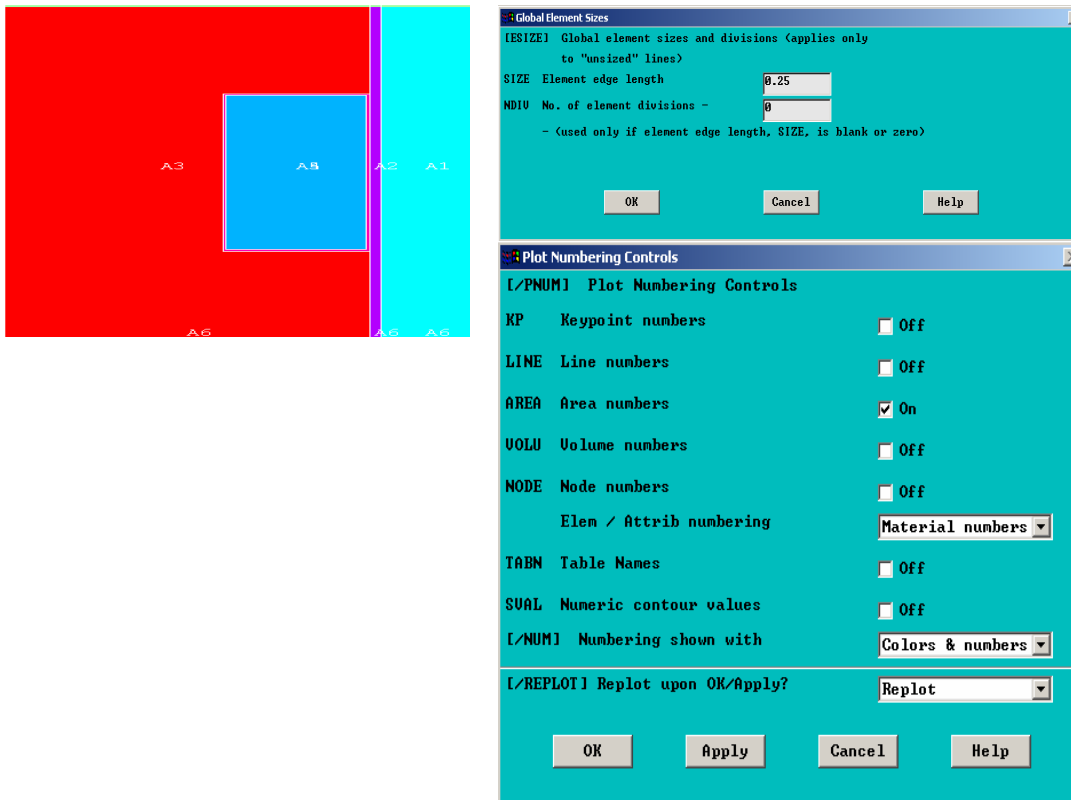 A3
A2
A1
A6
A6
A6
Global Element Sizes
[ESIZE] Global element sizes and divisions (applies only
to "unsized" lines)
SIZE Element edge length 0.25
NDIV No. of element divisions - 0
- (used only if element edge length, SIZE, is blank or zero)
OK Cancel Help
Plot Numbering Controls
[/PNUM] Plot Numbering Controls
KP Keypoint numbers Off
LINE Line numbers Off
AREA Area numbers On
VOLU Volume numbers Off
NODE Node numbers Off
Elem / Attrib numbering Material numbers
TABN Table Names Off
SVAL Numeric contour values Off
[/NUM] Numbering shown with Colors & numbers
[/REPLOT] Replot upon OK/Apply? Replot
OK Apply Cancel Help